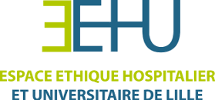 EEHU
ESPACE ETHIQUE HOSPITALIER
ET UNIVERSITAIRE DE LILLE